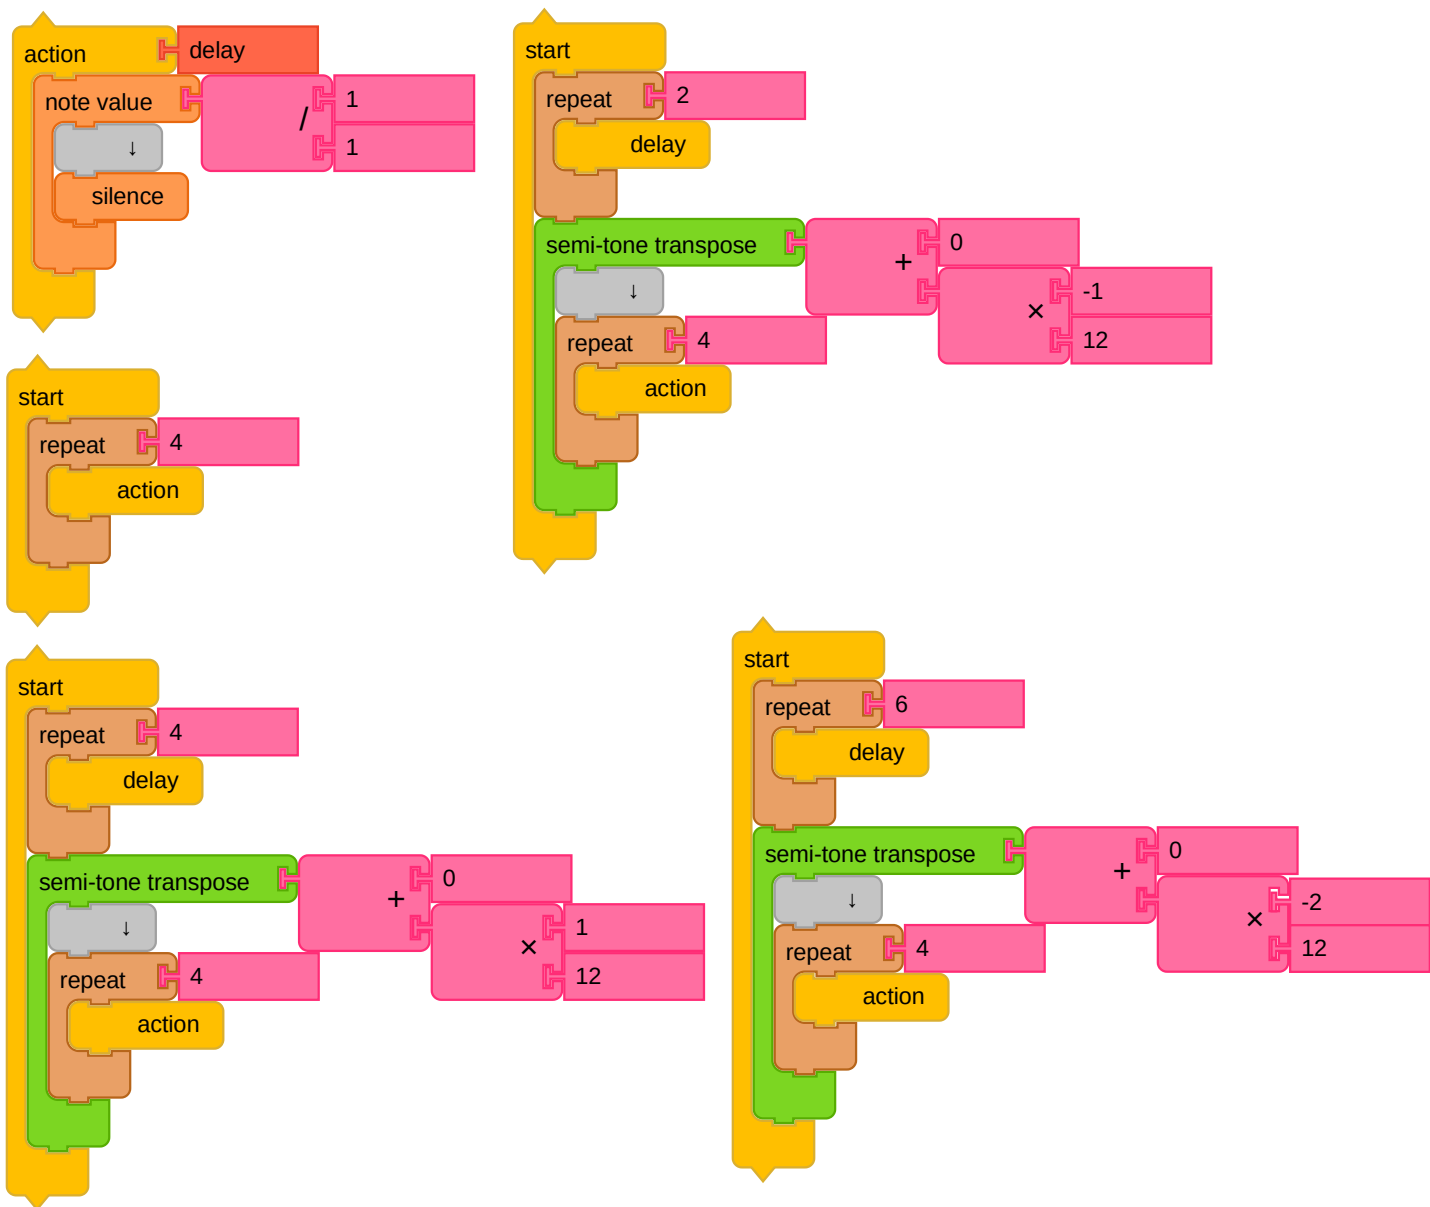 action delay
note value / 1
1
↓
silence
start
repeat 2
delay
semi-tone transpose + 0
↓ × -1
12
repeat 4
action
start
repeat 4
action
start
repeat 4
delay
semi-tone transpose + 0
↓ × 1
12
repeat 4
action
start
repeat 6
delay
semi-tone transpose + 0
↓ × -2
12
repeat 4
action